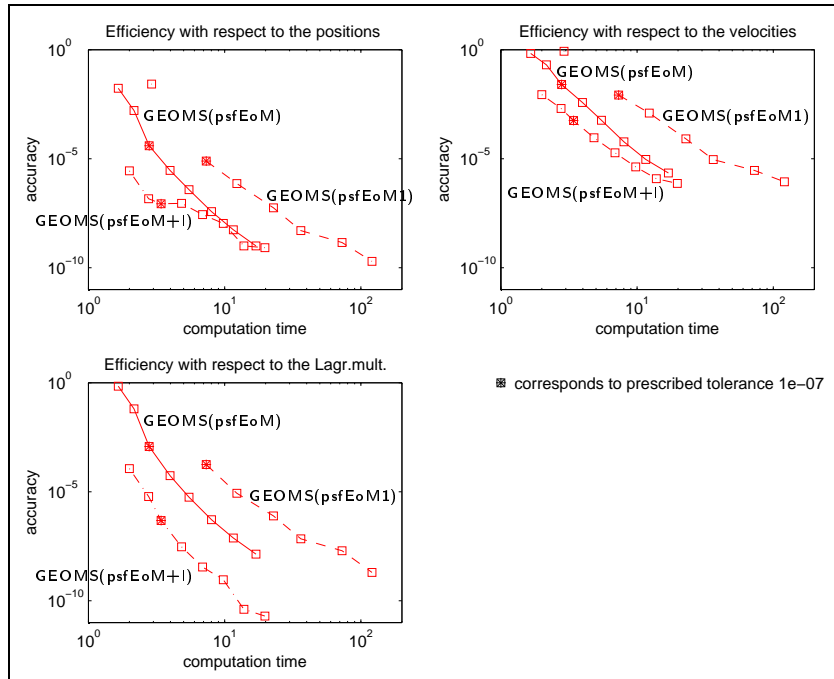 Efficiency with respect to the positions
10^0
10^-5
10^-10
accuracy
GEOMS(psfEoM)
GEOMS(psfEoM1)
GEOMS(psfEoM+I)
10^0 10^1 10^2
computation time
Efficiency with respect to the velocities
10^0
10^-5
10^-10
accuracy
GEOMS(psfEoM)
GEOMS(psfEoM1)
GEOMS(psfEoM+I)
10^0 10^1 10^2
computation time
Efficiency with respect to the Lagr.mult.
10^0
10^-5
10^-10
accuracy
GEOMS(psfEoM)
GEOMS(psfEoM1)
GEOMS(psfEoM+I)
10^0 10^1 10^2
computation time
corresponds to prescribed tolerance 1e-07